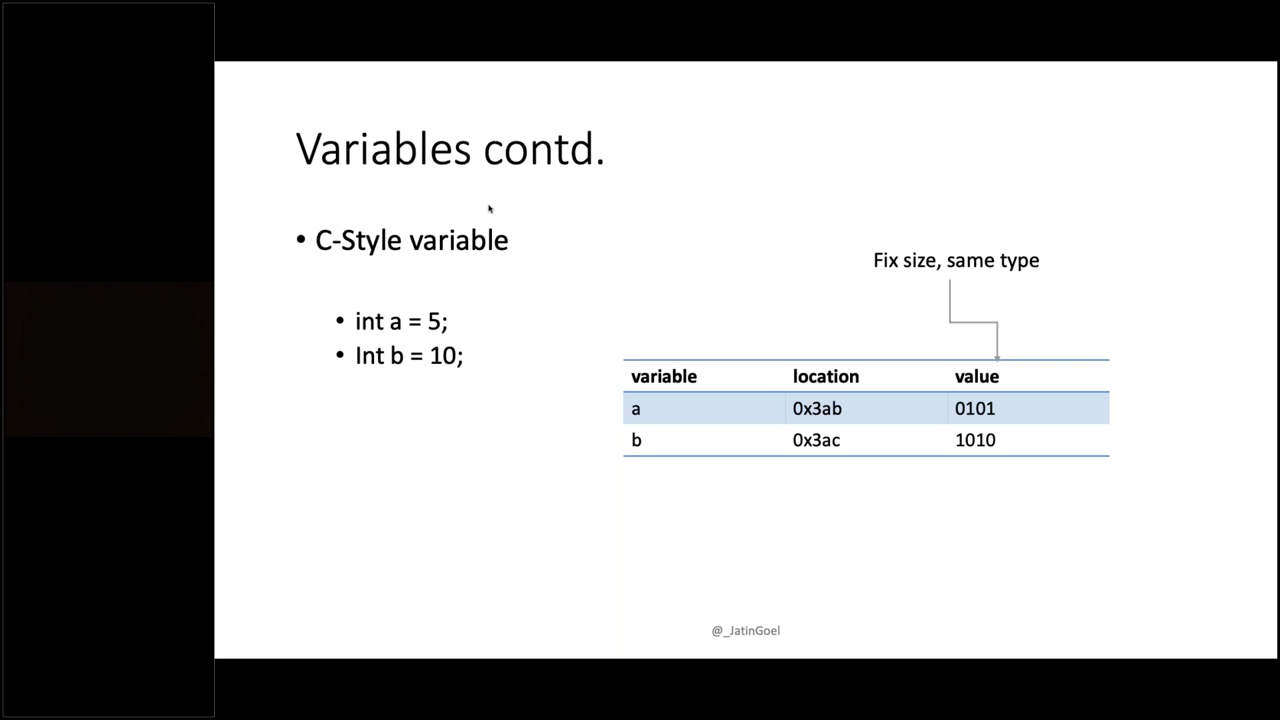 Variables contd.
• C-Style variable
• int a = 5;
• Int b = 10;
Fix size, same type
variable location value
a 0x3ab 0101
b 0x3ac 1010
@_JatinGoel